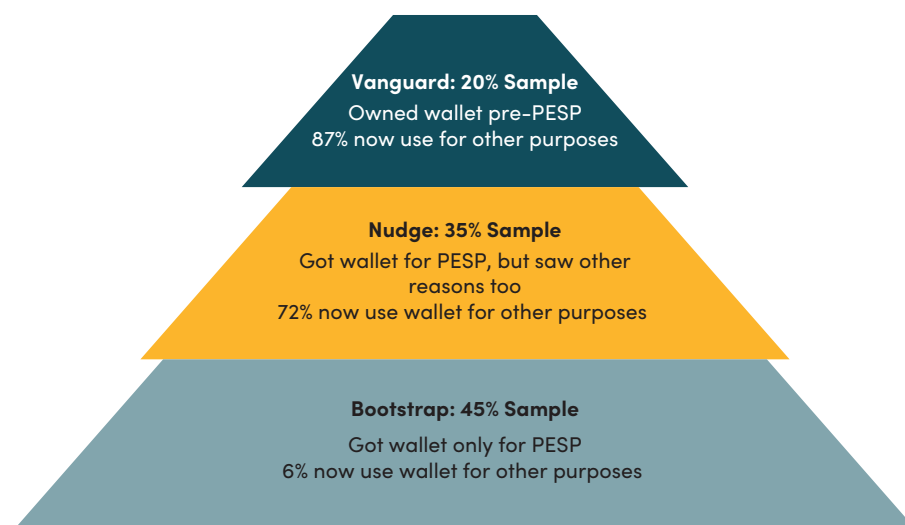 Vanguard: 20% Sample
Owned wallet pre-PESP
87% now use for other purposes
Nudge: 35% Sample
Got wallet for PESP, but saw other
reasons too
72% now use wallet for other purposes
Bootstrap: 45% Sample
Got wallet only for PESP
6% now use wallet for other purposes